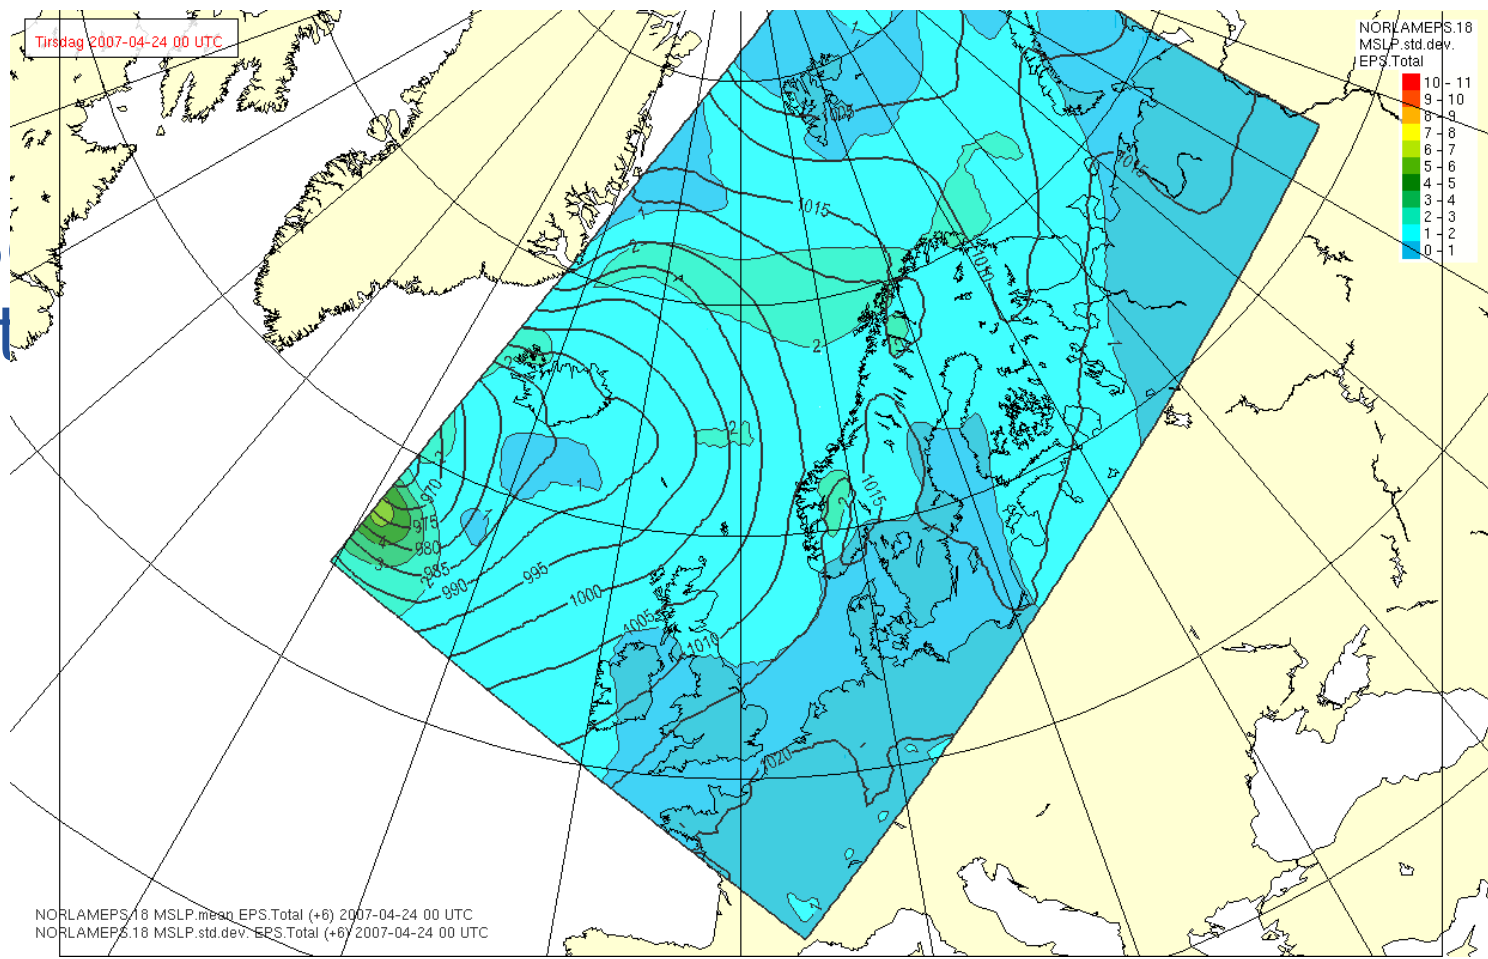 Tirsdag 2007-04-24 00 UTC
NORLAMEPS.18
MSLP.std.dev.
EPS.Total
10 - 11
9 - 10
8 - 9
7 - 8
6 - 7
5 - 6
4 - 5
3 - 4
2 - 3
1 - 2
0 - 1
1
1015
1015
1
2
1010
2
2
2
1015
2
1
1
970
975
980
985
990
995
1000
1005
1010
1020
t
NORLAMEPS.18 MSLP.mean EPS.Total (+6) 2007-04-24 00 UTC
NORLAMEPS.18 MSLP.std.dev. EPS.Total (+6) 2007-04-24 00 UTC